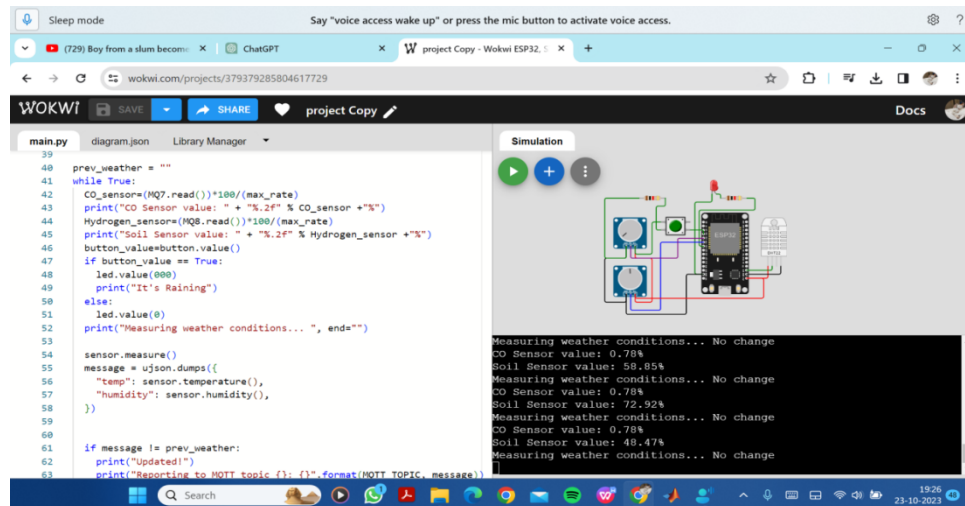 Sleep mode
Say "voice access wake up" or press the mic button to activate voice access.
(729) Boy from a slum become
ChatGPT
project Copy - Wokwi ESP32, S
wokwi.com/projects/379379285804617729
WOKWI SAVE SHARE project Copy Docs
main.py diagram.json Library Manager
Simulation
39
40 prev_weather = ""
41 while True:
42 CO_sensor=(MQ7.read())*100/(max_rate)
43 print("CO Sensor value: " + "%.2f" % CO_sensor +"%")
44 Hydrogen_sensor=(MQ8.read())*100/(max_rate)
45 print("Soil Sensor value: " + "%.2f" % Hydrogen_sensor +"%")
46 button_value=button.value()
47 if button_value == True:
48 led.value(000)
49 print("It's Raining")
50 else:
51 led.value(0)
52 print("Measuring weather conditions... ", end="")
53
54 sensor.measure()
55 message = ujson.dumps({
56 "temp": sensor.temperature(),
57 "humidity": sensor.humidity(),
58 })
59
60
61 if message != prev_weather:
62 print("Updated!")
63 print("Reporting to MQTT topic {}: {}".format(MQTT_TOPIC, message))
ESP32
DHT22
Measuring weather conditions... No change
CO Sensor value: 0.78%
Soil Sensor value: 58.85%
Measuring weather conditions... No change
CO Sensor value: 0.78%
Soil Sensor value: 72.92%
Measuring weather conditions... No change
CO Sensor value: 0.78%
Soil Sensor value: 48.47%
Measuring weather conditions... No change
Search
19:26
23-10-2023